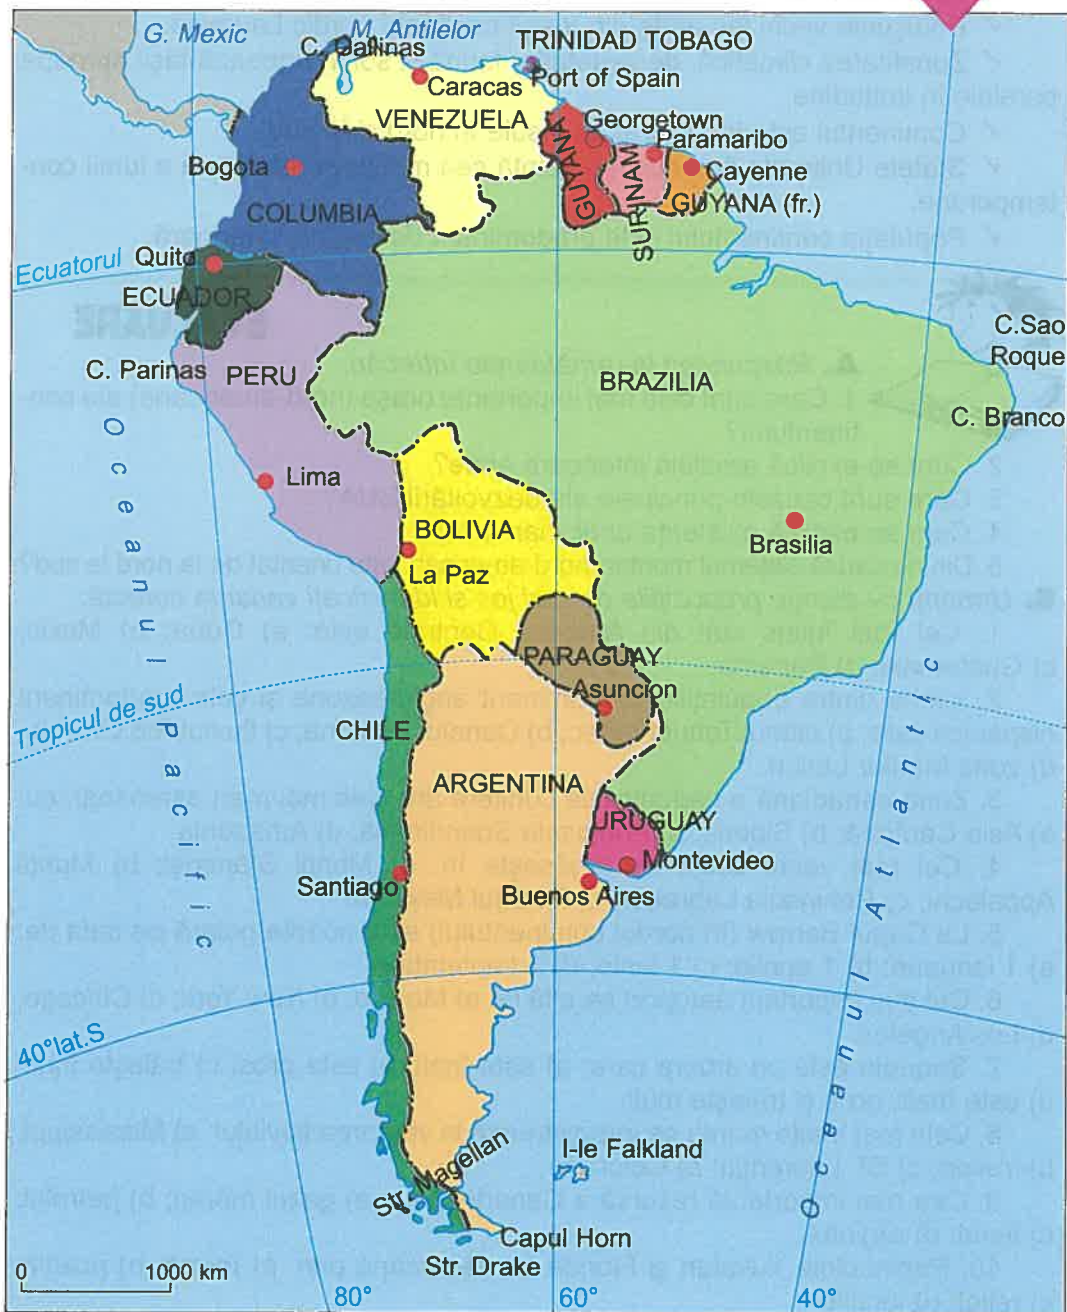 G. Mexic
M. Antilelor
C. Gallinas
TRINIDAD TOBAGO
Port of Spain
Caracas
VENEZUELA
Georgetown
Paramaribo
Bogota
GUYANA
SURINAM
Cayenne
GUYANA (fr.)
COLUMBIA
Ecuatorul
Quito
ECUADOR
C.Sao
Roque
C. Parinas
PERU
BRAZILIA
C. Branco
Oceanul Pacific
Lima
BOLIVIA
La Paz
Brasilia
PARAGUAY
Asuncion
Tropicul de sud
CHILE
ARGENTINA
URUGUAY
Montevideo
Santiago
Buenos Aires
Oceanul Atlantic
40°lat.S
I-le Falkland
Str. Magellan
Capul Horn
Str. Drake
0 1000 km
80° 60° 40°